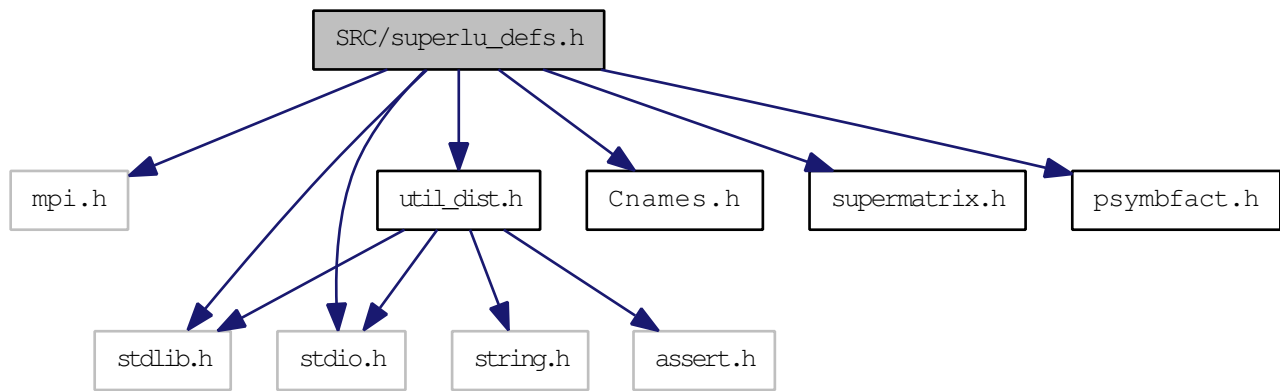 SRC/superlu_defs.h
mpi.h
util_dist.h
Cnames.h
supermatrix.h
psymbfact.h
stdlib.h
stdio.h
string.h
assert.h